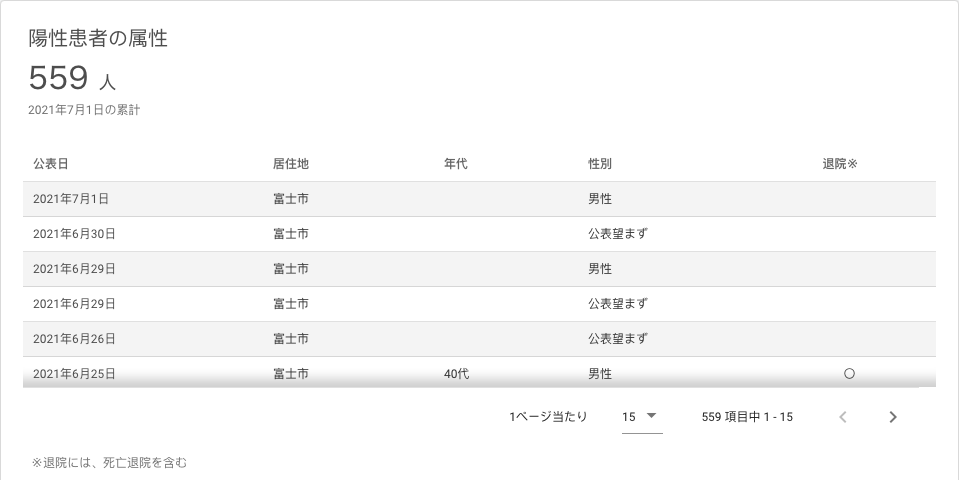 陽性患者の属性
559 人
2021年7月1日の累計
公表日 居住地 年代 性別 退院※
2021年7月1日 富士市 男性
2021年6月30日 富士市 公表望まず
2021年6月29日 富士市 男性
2021年6月29日 富士市 公表望まず
2021年6月26日 富士市 公表望まず
2021年6月25日 富士市 40代 男性 〇
1ページ当たり 15 559 項目中 1 - 15
※退院には、死亡退院を含む